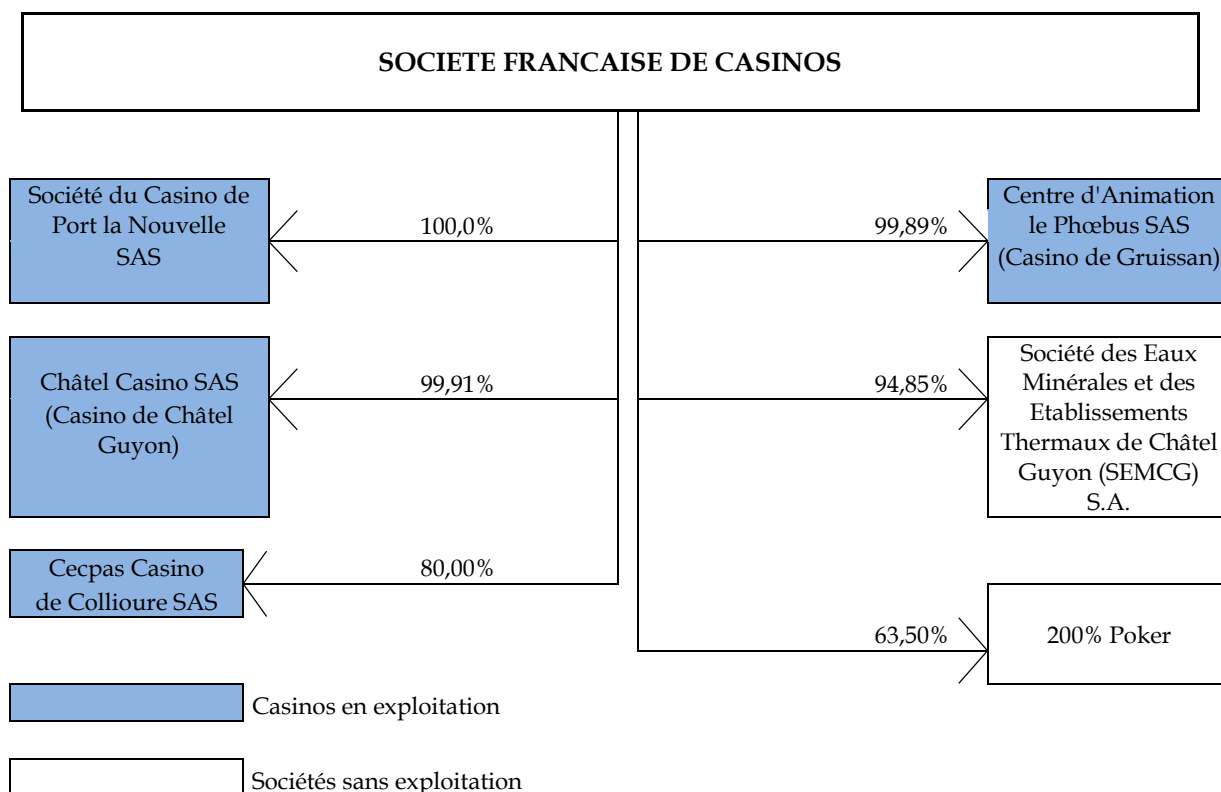 SOCIETE FRANCAISE DE CASINOS
Société du Casino de
Port la Nouvelle
SAS
100,0%
99,89%
Centre d'Animation
le Phœbus SAS
(Casino de Gruissan)
Châtel Casino SAS
(Casino de Châtel
Guyon)
99,91%
94,85%
Société des Eaux
Minérales et des
Etablissements
Thermaux de Châtel
Guyon (SEMCG)
S.A.
Cecpas Casino
de Collioure SAS
80,00%
63,50%
200% Poker
Casinos en exploitation
Sociétés sans exploitation